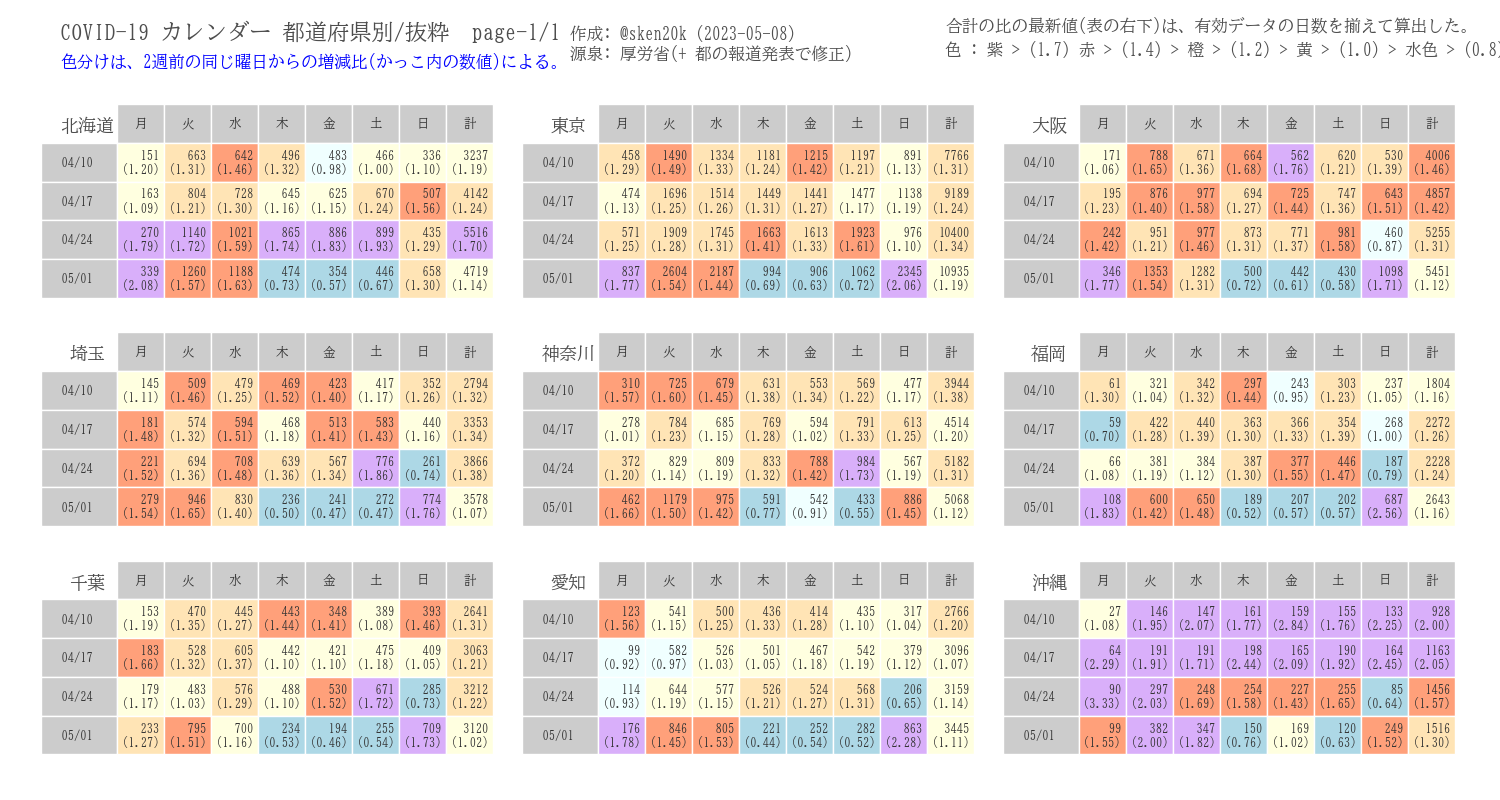 COVID-19 カレンダー 都道府県別/抜粋 page-1/1
作成: @sken20k (2023-05-08)
合計の比の最新値(表の右下)は、有効データの日数を揃えて算出した。
色分けは、2週前の同じ曜日からの増減比(かっこ内の数値)による。
源泉: 厚労省(+ 都の報道発表で修正)
色 : 紫 > (1.7) 赤 > (1.4) > 橙 > (1.2) > 黄 > (1.0) > 水色 > (0.8)
北海道 月 火 水 木 金 土 日 計
04/10 151 663 642 496 483 466 336 3237
(1.20) (1.31) (1.46) (1.32) (0.98) (1.00) (1.10) (1.19)
04/17 163 804 728 645 625 670 507 4142
(1.09) (1.21) (1.30) (1.16) (1.15) (1.24) (1.56) (1.24)
04/24 270 1140 1021 865 886 899 435 5516
(1.79) (1.72) (1.59) (1.74) (1.83) (1.93) (1.29) (1.70)
05/01 339 1260 1188 474 354 446 658 4719
(2.08) (1.57) (1.63) (0.73) (0.57) (0.67) (1.30) (1.14)
東京 月 火 水 木 金 土 日 計
04/10 458 1490 1334 1181 1215 1197 891 7766
(1.29) (1.49) (1.33) (1.24) (1.42) (1.21) (1.13) (1.31)
04/17 474 1696 1514 1449 1441 1477 1138 9189
(1.13) (1.25) (1.26) (1.31) (1.27) (1.17) (1.19) (1.24)
04/24 571 1909 1745 1663 1613 1923 976 10400
(1.25) (1.28) (1.31) (1.41) (1.33) (1.61) (1.10) (1.34)
05/01 837 2604 2187 994 906 1062 2345 10935
(1.77) (1.54) (1.44) (0.69) (0.63) (0.72) (2.06) (1.19)
大阪 月 火 水 木 金 土 日 計
04/10 171 788 671 664 562 620 530 4006
(1.06) (1.65) (1.36) (1.68) (1.76) (1.21) (1.39) (1.46)
04/17 195 876 977 694 725 747 643 4857
(1.23) (1.40) (1.58) (1.27) (1.44) (1.36) (1.51) (1.42)
04/24 242 951 977 873 771 981 460 5255
(1.42) (1.21) (1.46) (1.31) (1.37) (1.58) (0.87) (1.31)
05/01 346 1353 1282 500 442 430 1098 5451
(1.77) (1.54) (1.31) (0.72) (0.61) (0.58) (1.71) (1.12)
埼玉 月 火 水 木 金 土 日 計
04/10 145 509 479 469 423 417 352 2794
(1.11) (1.46) (1.25) (1.52) (1.40) (1.17) (1.26) (1.32)
04/17 181 574 594 468 513 583 440 3353
(1.48) (1.32) (1.51) (1.18) (1.41) (1.43) (1.16) (1.34)
04/24 221 694 708 639 567 776 261 3866
(1.52) (1.36) (1.48) (1.36) (1.34) (1.86) (0.74) (1.38)
05/01 279 946 830 236 241 272 774 3578
(1.54) (1.65) (1.40) (0.50) (0.47) (0.47) (1.76) (1.07)
神奈川 月 火 水 木 金 土 日 計
04/10 310 725 679 631 553 569 477 3944
(1.57) (1.60) (1.45) (1.38) (1.34) (1.22) (1.13) (1.38)
04/17 278 784 685 769 594 791 613 4514
(1.01) (1.23) (1.15) (1.28) (1.02) (1.33) (1.25) (1.20)
04/24 372 829 809 833 788 984 567 5182
(1.20) (1.14) (1.19) (1.32) (1.42) (1.73) (1.19) (1.31)
05/01 462 1179 975 591 542 433 886 5068
(1.66) (1.50) (1.42) (0.77) (0.91) (0.55) (1.45) (1.12)
福岡 月 火 水 木 金 土 日 計
04/10 61 321 342 297 243 303 237 1804
(1.30) (1.04) (1.32) (1.44) (0.95) (1.23) (1.05) (1.16)
04/17 59 422 440 363 366 354 268 2272
(0.70) (1.28) (1.39) (1.30) (1.33) (1.39) (1.00) (1.26)
04/24 66 381 384 387 377 446 187 2228
(1.08) (1.19) (1.12) (1.30) (1.55) (1.47) (0.79) (1.24)
05/01 108 600 650 189 207 202 687 2643
(1.83) (1.42) (1.48) (0.52) (0.57) (0.57) (2.56) (1.16)
千葉 月 火 水 木 金 土 日 計
04/10 153 470 445 443 348 389 393 2641
(1.19) (1.35) (1.27) (1.44) (1.41) (1.08) (1.46) (1.31)
04/17 183 528 605 442 421 475 409 3063
(1.66) (1.32) (1.37) (1.10) (1.10) (1.18) (1.05) (1.21)
04/24 179 483 576 488 530 671 285 3212
(1.17) (1.03) (1.29) (1.10) (1.52) (1.72) (0.73) (1.22)
05/01 233 795 700 234 194 255 709 3120
(1.27) (1.51) (1.16) (0.53) (0.46) (0.54) (1.73) (1.02)
愛知 月 火 水 木 金 土 日 計
04/10 123 541 500 436 414 435 317 2766
(1.56) (1.15) (1.25) (1.33) (1.28) (1.10) (1.04) (1.20)
04/17 99 582 526 501 467 542 379 3096
(0.92) (0.97) (1.03) (1.05) (1.18) (1.19) (1.12) (1.07)
04/24 114 644 577 526 524 568 206 3159
(0.93) (1.19) (1.15) (1.21) (1.27) (1.31) (0.65) (1.14)
05/01 176 846 805 221 252 282 863 3445
(1.78) (1.45) (1.53) (0.44) (0.54) (0.52) (2.28) (1.11)
沖縄 月 火 水 木 金 土 日 計
04/10 27 146 147 161 159 155 133 928
(1.08) (1.95) (2.07) (1.77) (2.84) (1.76) (2.25) (2.00)
04/17 64 191 191 198 165 190 164 1163
(2.29) (1.91) (1.71) (2.44) (2.09) (1.92) (2.45) (2.05)
04/24 90 297 248 254 227 255 85 1456
(3.33) (2.03) (1.69) (1.58) (1.43) (1.65) (0.64) (1.57)
05/01 99 382 347 150 169 120 249 1516
(1.55) (2.00) (1.82) (0.76) (1.02) (0.63) (1.52) (1.30)